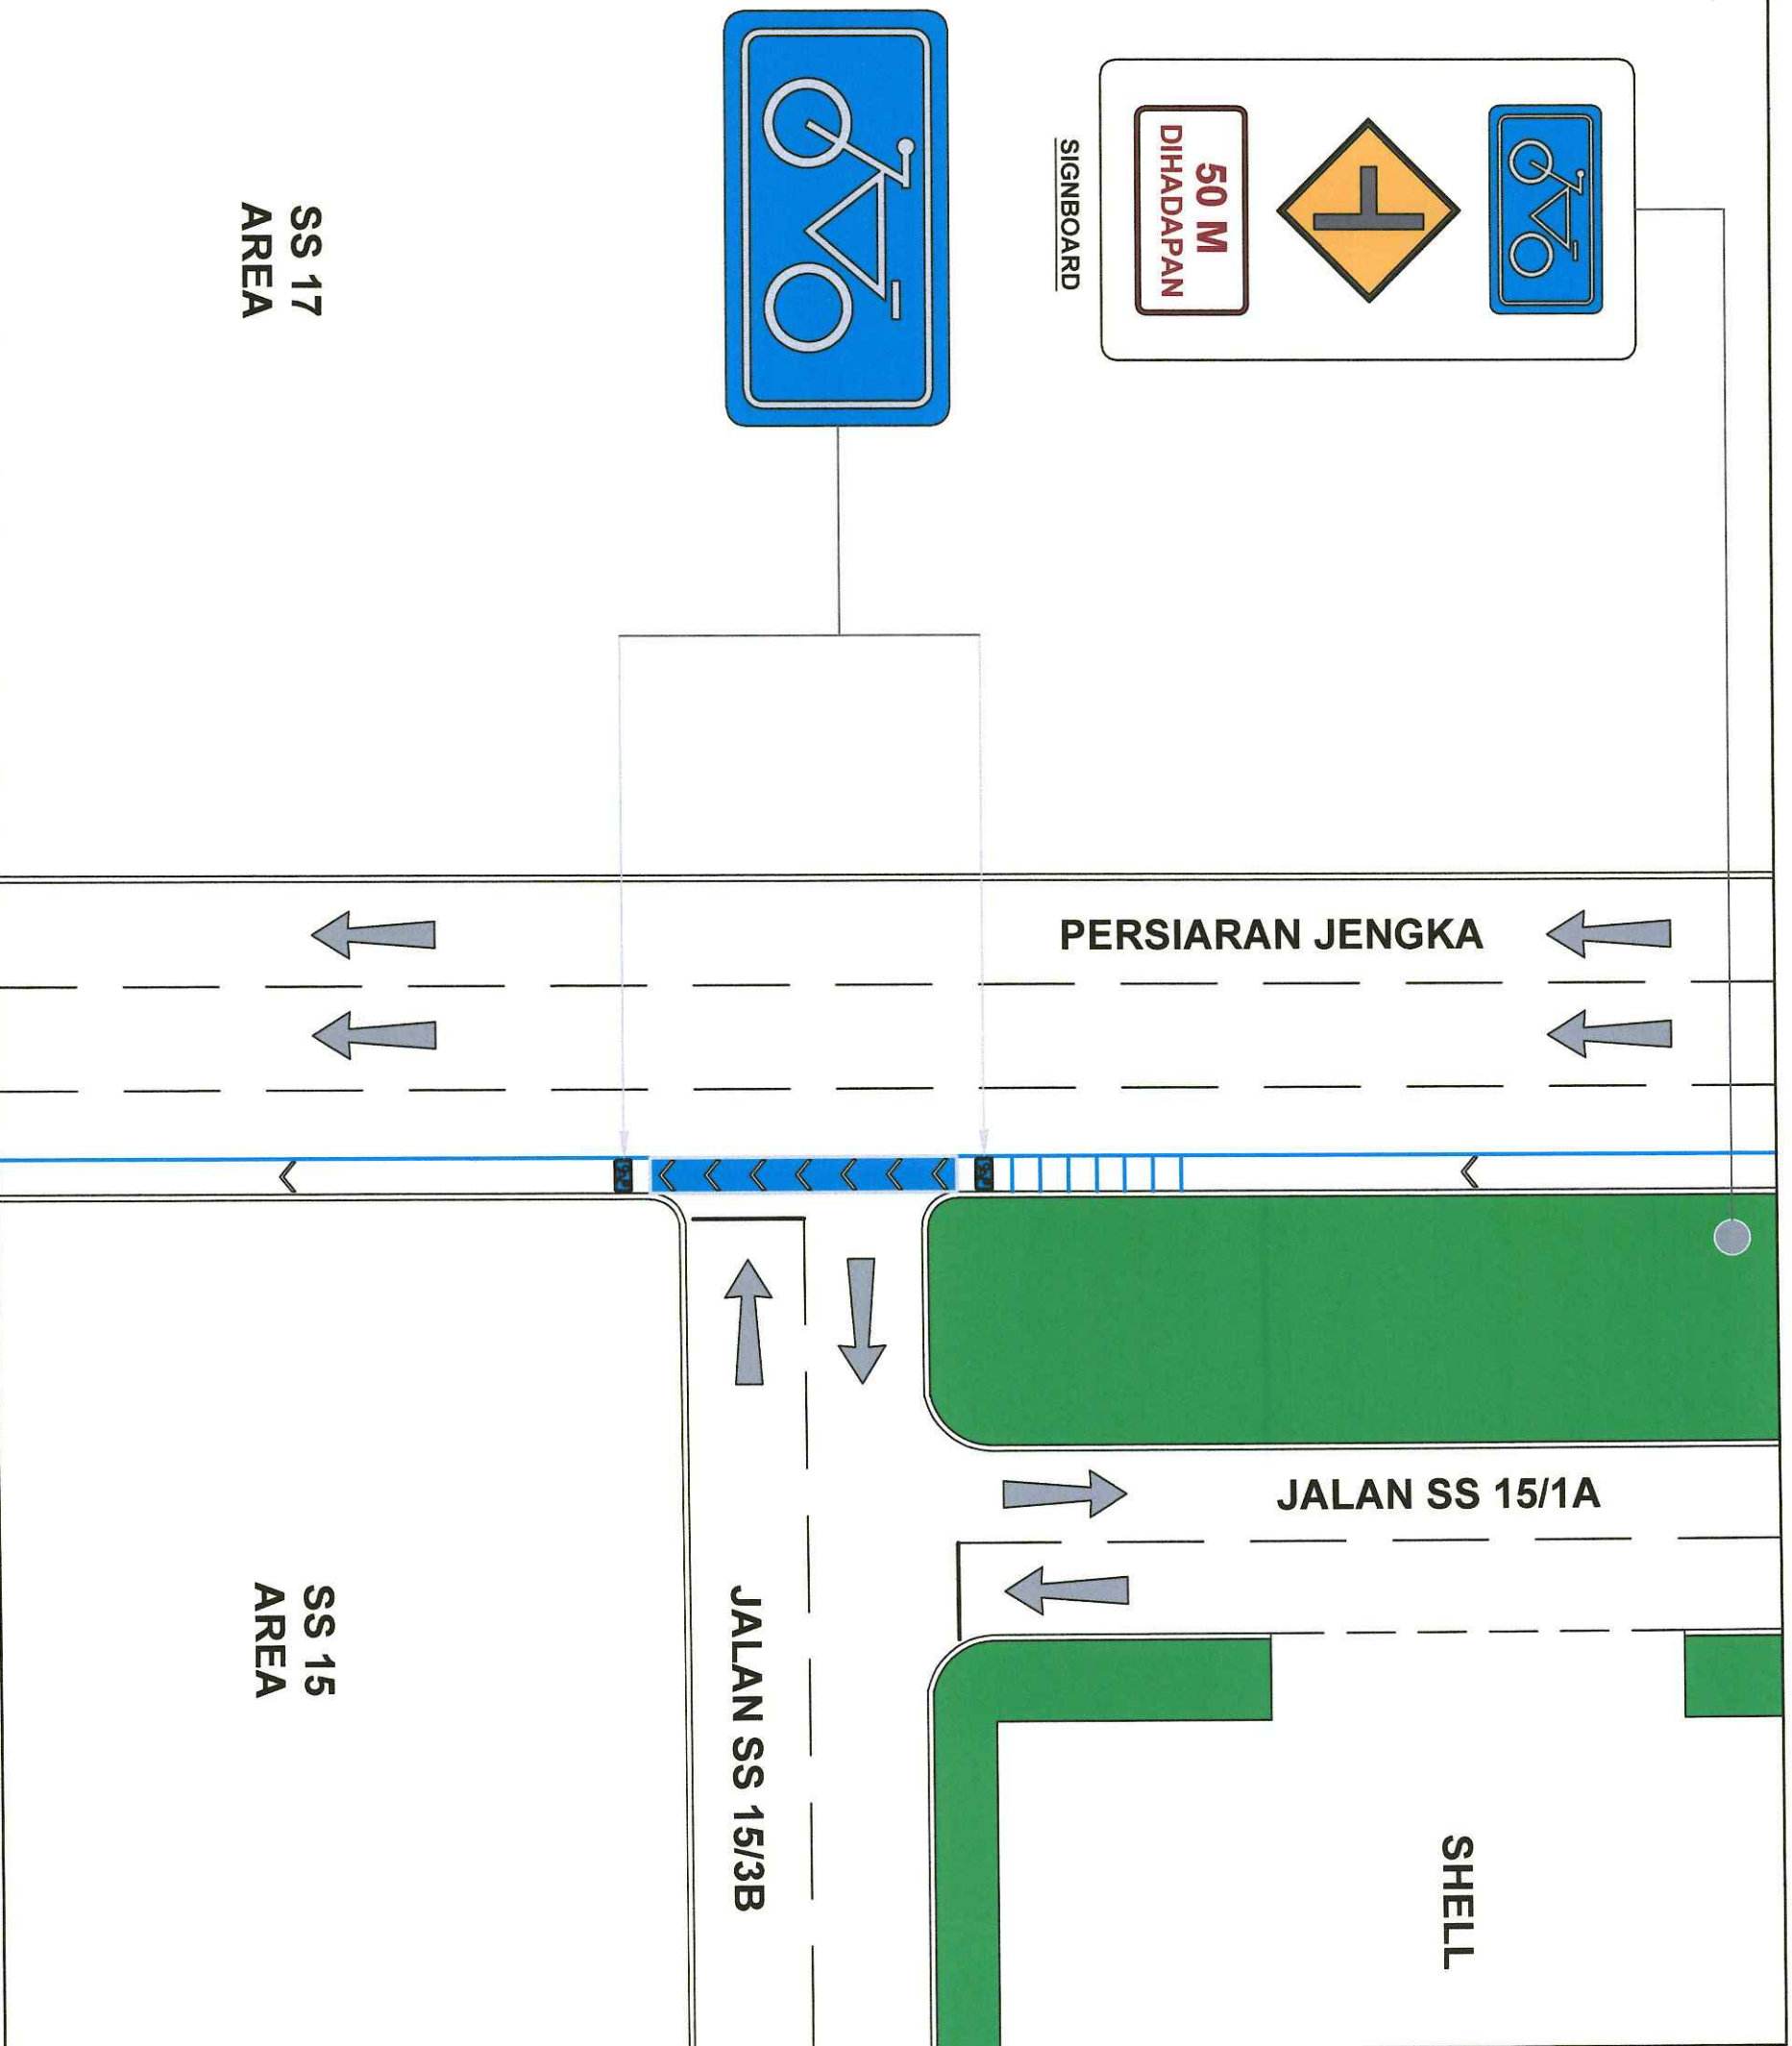 50 M
DIHADAPAN
SIGNBOARD
SS 17
AREA
PERSIARAN JENGKA
JALAN SS 15/1A
JALAN SS 15/3B
SS 15
AREA
SHELL